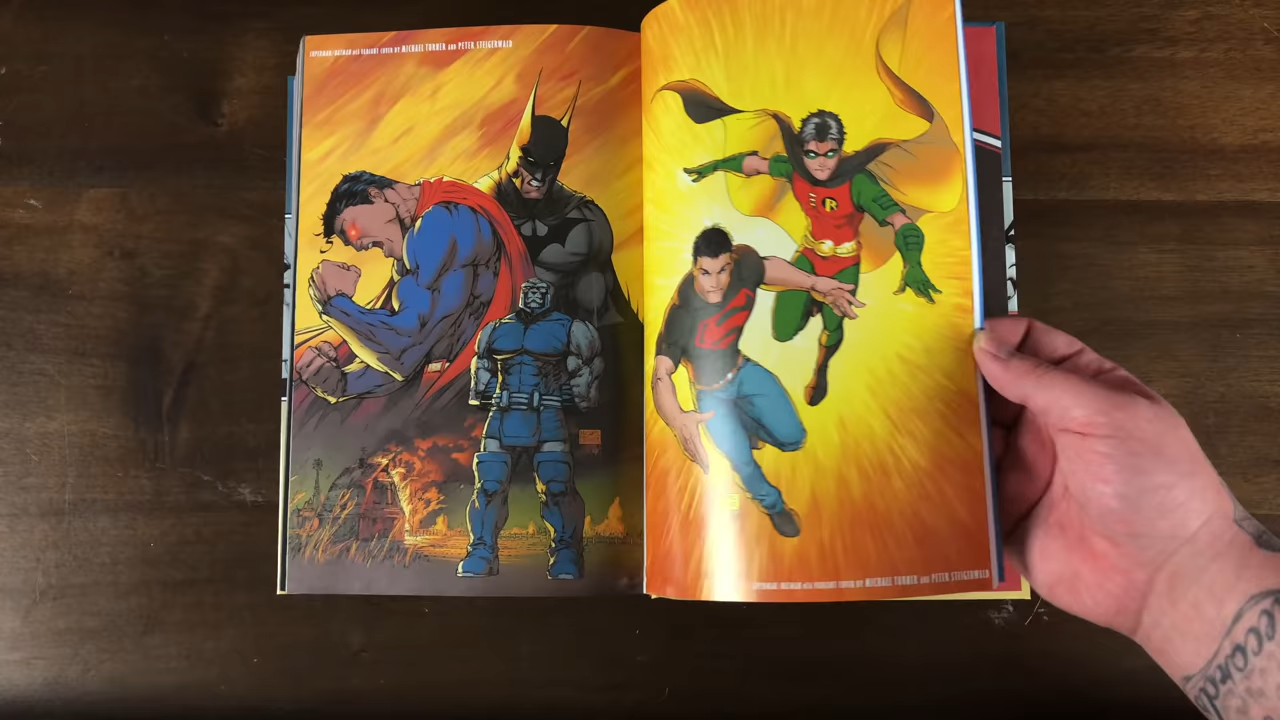 SUPERMAN/BATMAN #13 VARIANT COVER BY MICHAEL TURNER AND PETER STEIGERWALD
R
SUPERMAN/BATMAN VARIANT COVER BY MICHAEL TURNER AND PETER STEIGERWALD